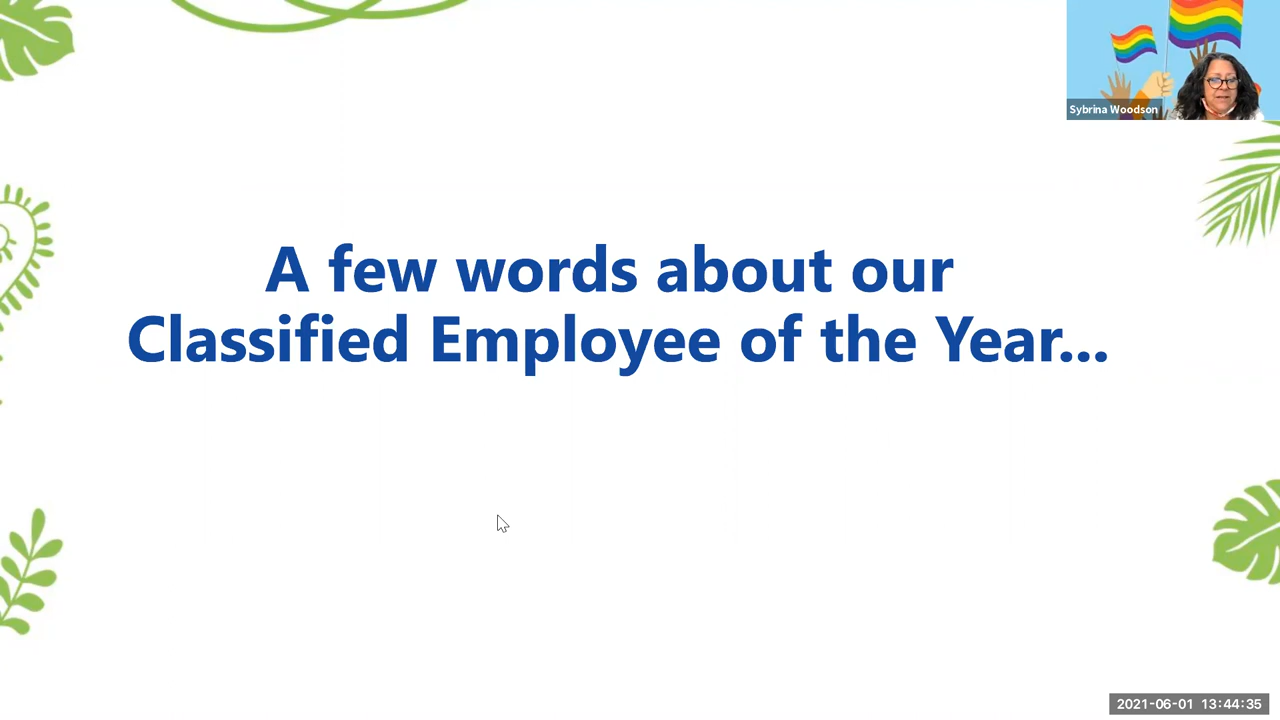 Sybrina Woodson
A few words about our
Classified Employee of the Year...
2021-06-01 13:44:35